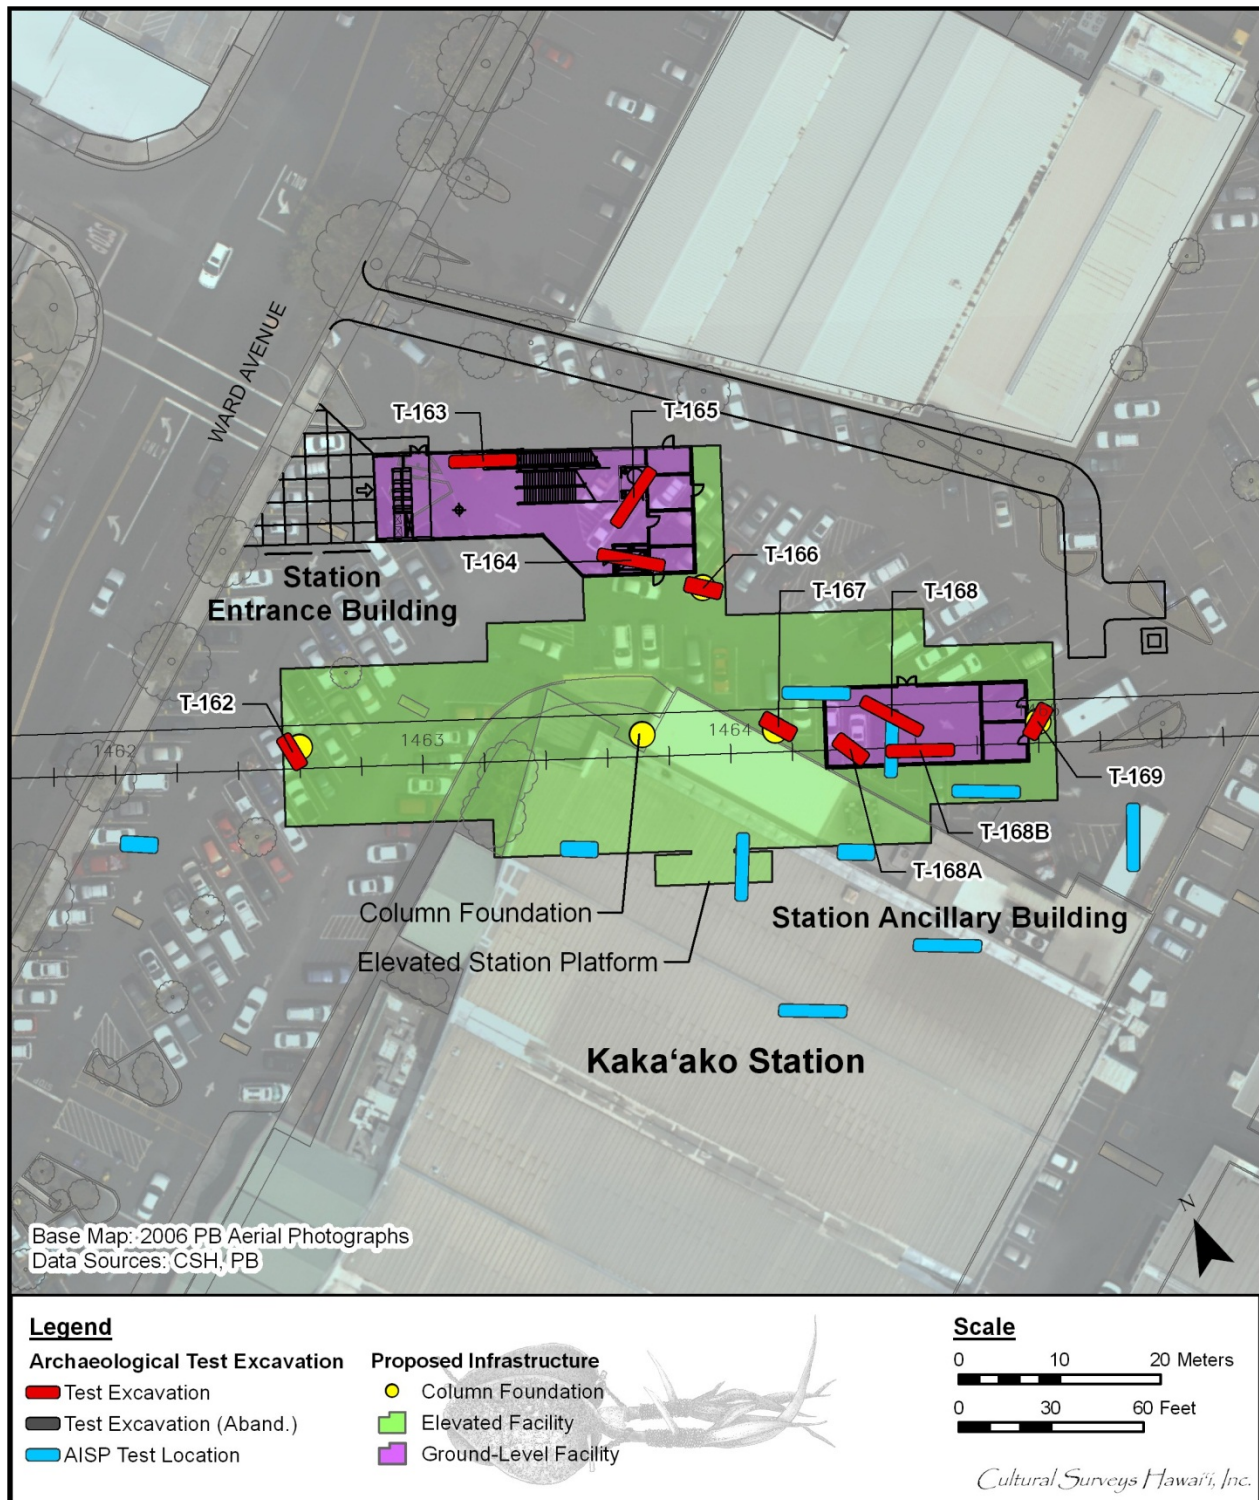 WARD AVENUE
STOP
T-163
T-165
T-164
T-166
Station
Entrance Building
T-167
T-168
T-162
1462
1463
1464
T-169
T-168B
T-168A
Column Foundation
Station Ancillary Building
Elevated Station Platform
Kakaʻako Station
N
Base Map: 2006 PB Aerial Photographs
Data Sources: CSH, PB
Legend
Archaeological Test Excavation
Test Excavation
Test Excavation (Aband.)
AISP Test Location
Proposed Infrastructure
Column Foundation
Elevated Facility
Ground-Level Facility
Scale
0 10 20 Meters
0 30 60 Feet
Cultural Surveys Hawaiʻi, Inc.